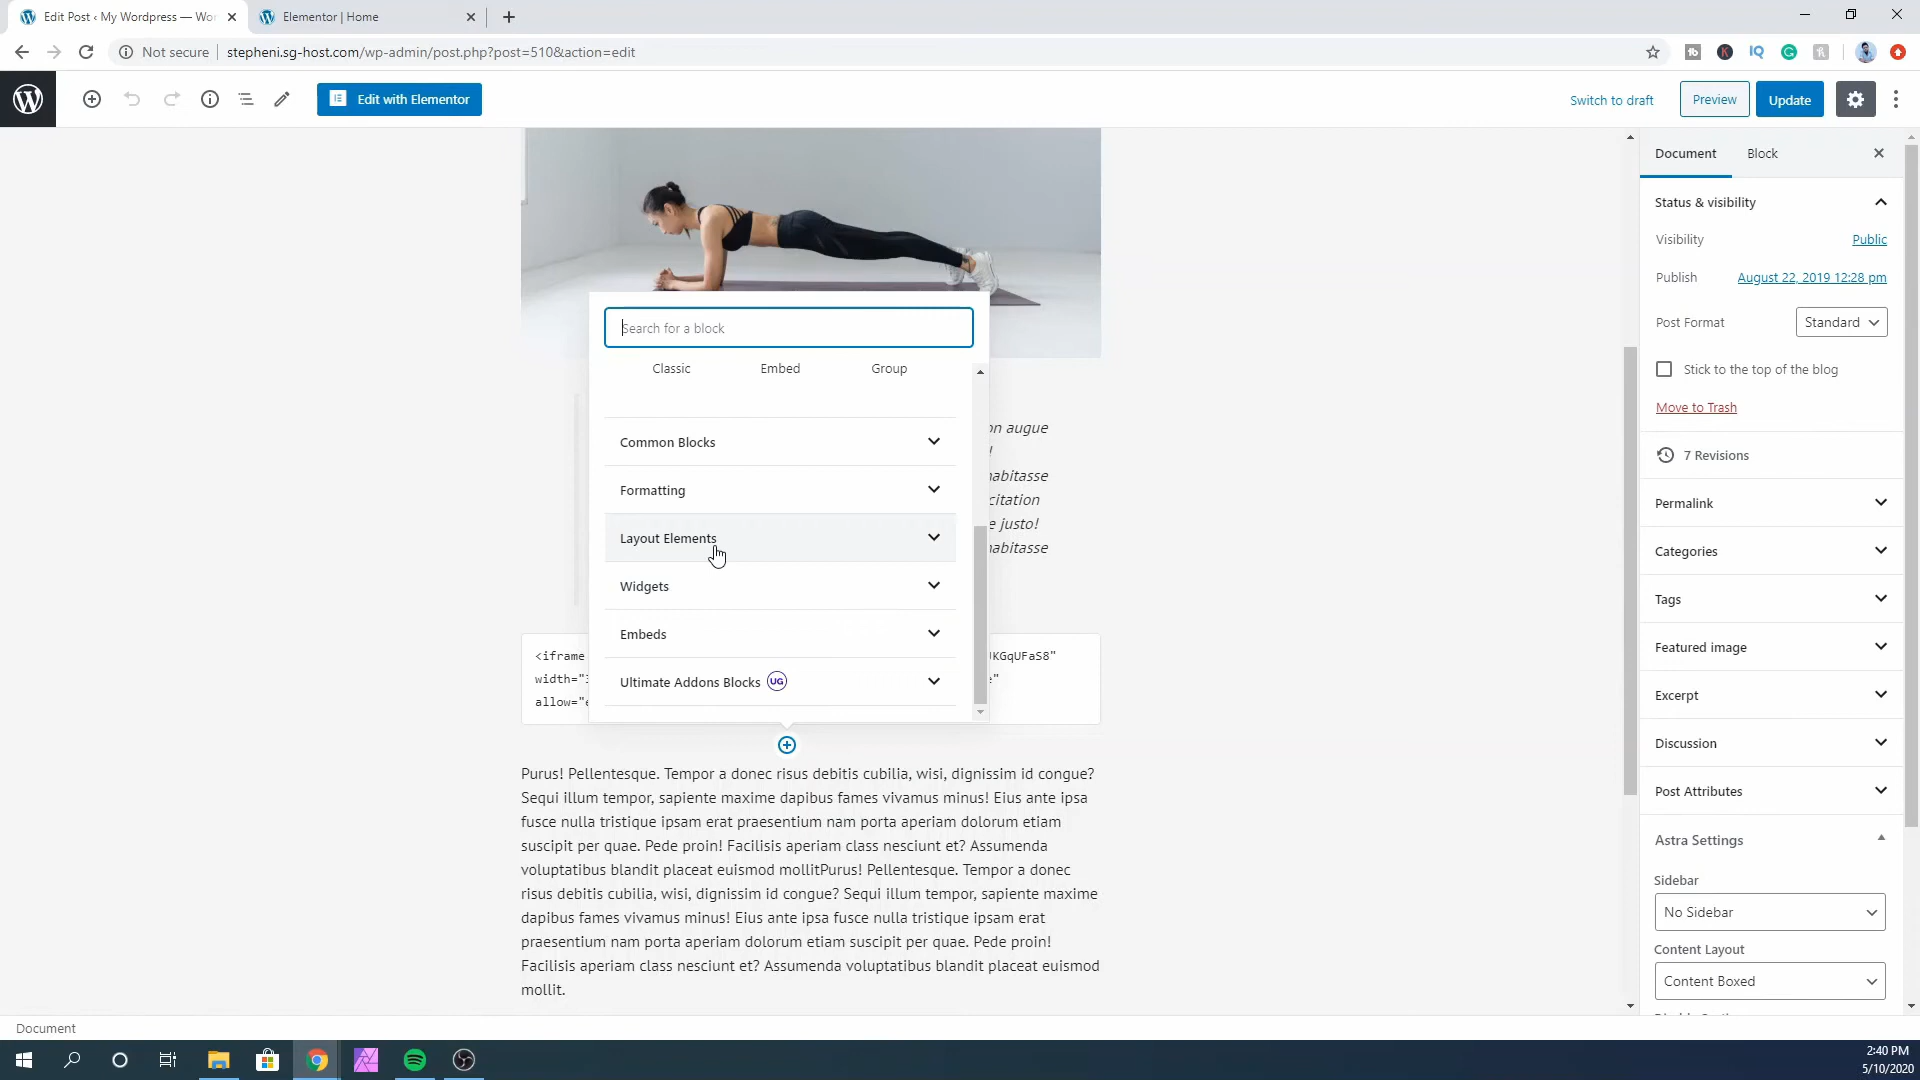 Edit Post ‹ My Wordpress — Wor
Elementor | Home
Not secure
stepheni.sg-host.com/wp-admin/post.php?post=510&action=edit
Edit with Elementor
Switch to draft
Preview
Update
Document
Block
Status & visibility
Visibility
Public
Publish
August 22, 2019 12:28 pm
Post Format
Standard
Stick to the top of the blog
Move to Trash
7 Revisions
Permalink
Categories
Tags
Featured image
Excerpt
Discussion
Post Attributes
Astra Settings
Sidebar
No Sidebar
Content Layout
Content Boxed
Search for a block
Classic Embed Group
Common Blocks
Formatting
Layout Elements
Widgets
Embeds
Ultimate Addons Blocks UG
on augue
!
habitasse
citation
e justo!
habitasse
<iframe
KGqUFaS8"
width="
"
allow="
Purus! Pellentesque. Tempor a donec risus debitis cubilia, wisi, dignissim id congue?
Sequi illum tempor, sapiente maxime dapibus fames vivamus minus! Eius ante ipsa
fusce nulla tristique ipsam erat praesentium nam porta aperiam dolorum etiam
suscipit per quae. Pede proin! Facilisis aperiam class nesciunt et? Assumenda
voluptatibus blandit placeat euismod mollitPurus! Pellentesque. Tempor a donec
risus debitis cubilia, wisi, dignissim id congue? Sequi illum tempor, sapiente maxime
dapibus fames vivamus minus! Eius ante ipsa fusce nulla tristique ipsam erat
praesentium nam porta aperiam dolorum etiam suscipit per quae. Pede proin!
Facilisis aperiam class nesciunt et? Assumenda voluptatibus blandit placeat euismod
mollit.
Document
2:40 PM
5/10/2020